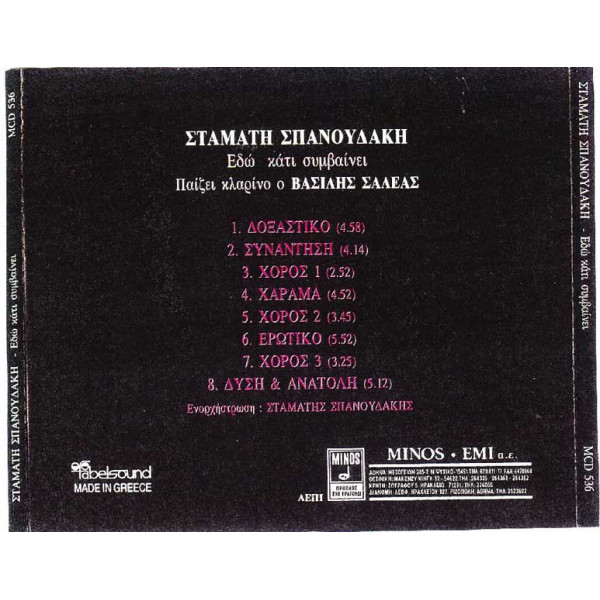 ΣΤΑΜΑΤΗ ΣΠΑΝΟΥΔΑΚΗ - Εδώ κάτι συμβαίνει
MCD 536
ΣΤΑΜΑΤΗ ΣΠΑΝΟΥΔΑΚΗ
Εδώ κάτι συμβαίνει
Παίζει κλαρίνο ο ΒΑΣΙΛΗΣ ΣΑΛΕΑΣ
1. ΔΟΞΑΣΤΙΚΟ (4.58)
2. ΣΥΝΑΝΤΗΣΗ (4.14)
3. ΧΟΡΟΣ 1 (2.52)
4. ΧΑΡΑΜΑ (4.52)
5. ΧΟΡΟΣ 2 (3.45)
6. ΕΡΩΤΙΚΟ (5.52)
7. ΧΟΡΟΣ 3 (3.25)
8. ΔΥΣΗ & ΑΝΑΤΟΛΗ (5.12)
Ενορχήστρωση : ΣΤΑΜΑΤΗΣ ΣΠΑΝΟΥΔΑΚΗΣ
labelsound
MADE IN GREECE
ΑΕΠΙ
MINOS
MINOS • EMI α.ε.
ΣΤΑΜΑΤΗ ΣΠΑΝΟΥΔΑΚΗ - Εδώ κάτι συμβαίνει
MCD 536